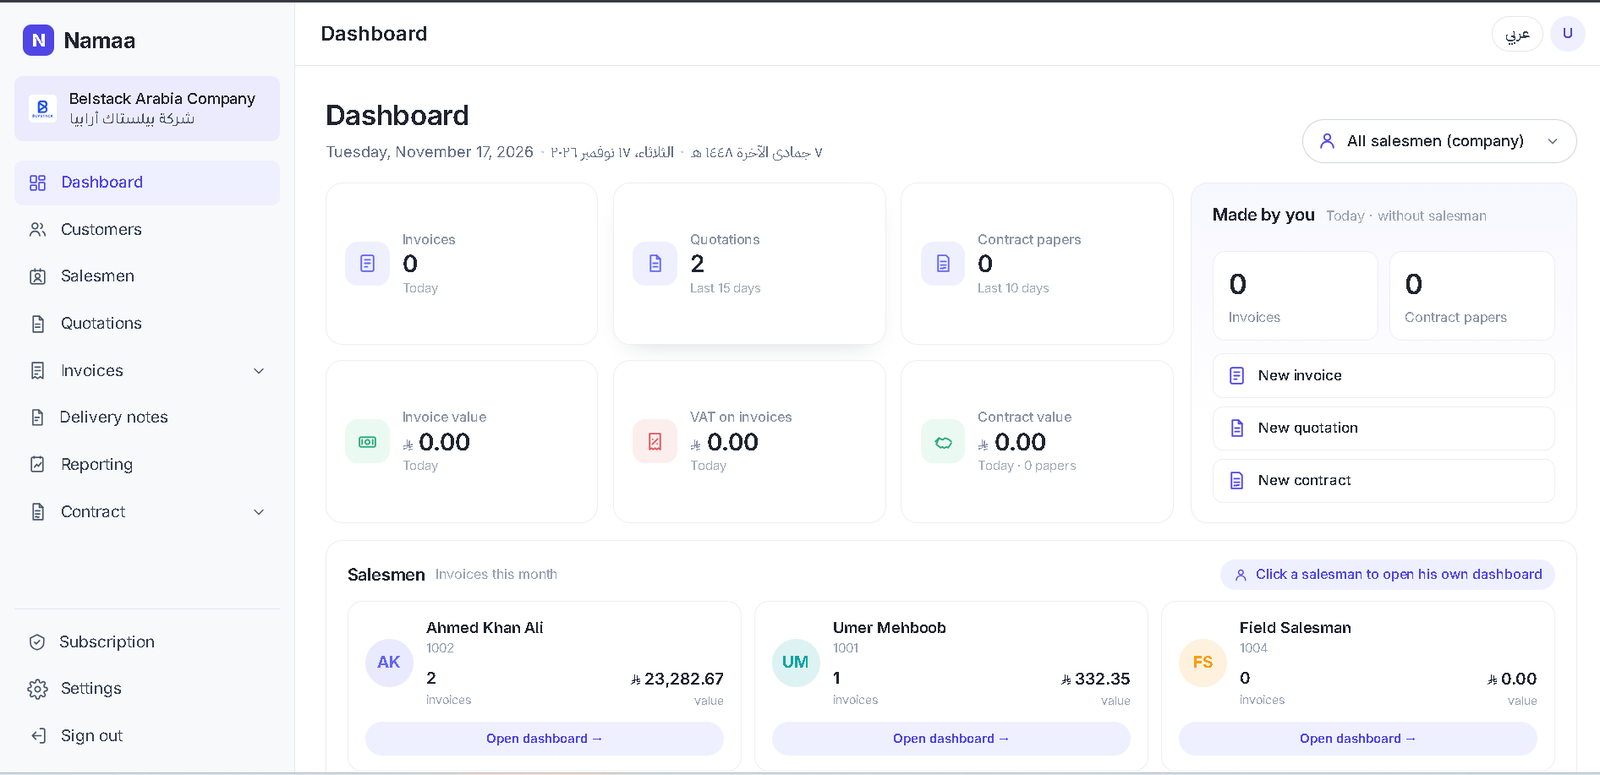 N Namaa
Belstack Arabia Company
شركة بيلستاك أرابيا
Dashboard
Customers
Salesmen
Quotations
Invoices
Delivery notes
Reporting
Contract
Subscription
Settings
Sign out
Dashboard
عربي
U
Dashboard
Tuesday, November 17, 2026 · الثلاثاء، ١٧ نوفمبر ٢٠٢٦ · ٧ جمادى الآخرة ١٤٤٨ هـ
All salesmen (company)
Invoices
0
Today
Quotations
2
Last 15 days
Contract papers
0
Last 10 days
Invoice value
0.00
Today
VAT on invoices
0.00
Today
Contract value
0.00
Today · 0 papers
Made by you Today · without salesman
0
Invoices
0
Contract papers
New invoice
New quotation
New contract
Salesmen Invoices this month
Click a salesman to open his own dashboard
AK
Ahmed Khan Ali
1002
2
invoices
23,282.67
value
Open dashboard →
UM
Umer Mehboob
1001
1
invoices
332.35
value
Open dashboard →
FS
Field Salesman
1004
0
invoices
0.00
value
Open dashboard →